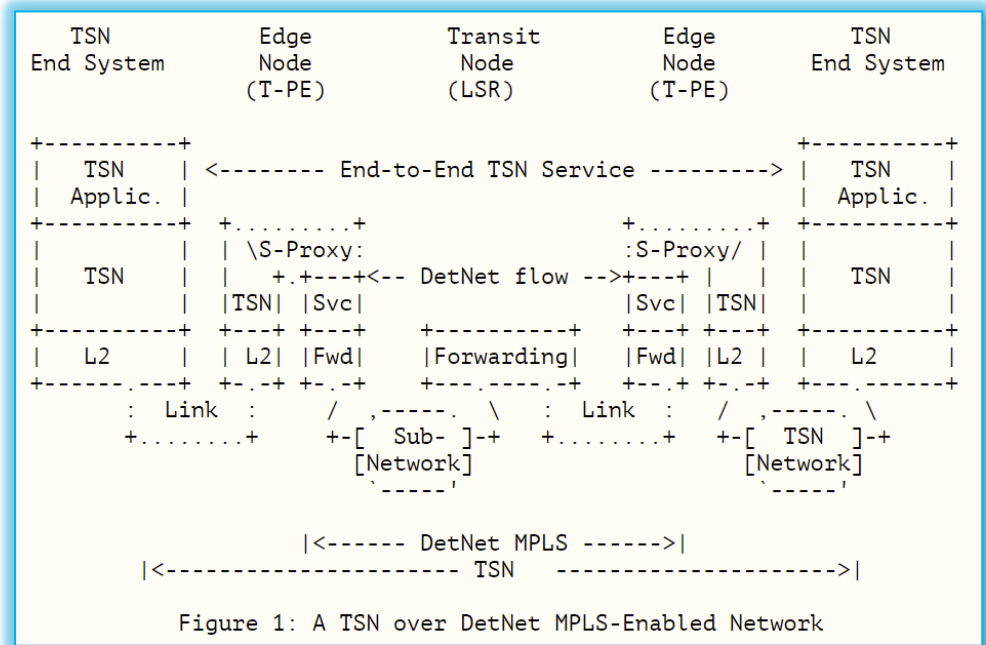 TSN           Edge          Transit         Edge          TSN
End System       Node           Node           Node      End System
                (T-PE)         (LSR)          (T-PE)

+----------+                                              +----------+
|   TSN    | <-------- End-to-End TSN Service ---------> |   TSN    |
|  Applic. |                                              |  Applic. |
+----------+  +.........+                   +.........+  +----------+
|          |  | \S-Proxy:                   :S-Proxy/ |  |          |
|   TSN    |  |   +.+---+<-- DetNet flow -->+---+ |   |  |   TSN    |
|          |  |TSN| |Svc|                   |Svc| |TSN|  |          |
+----------+  +---+ +---+    +----------+   +---+ +---+  +----------+
|   L2     |  | L2| |Fwd|    |Forwarding|   |Fwd| |L2 |  |   L2     |
+------.---+  +-.-+ +-.-+    +---.----.-+   +--.+ +-.-+  +---.------+
       :  Link  :     /  ,-----.  \   :  Link  :   /  ,-----. \
       +........+     +-[  Sub- ]-+   +........+   +-[  TSN  ]-+
                        [Network]                    [Network]
                         `-----'                      `-----'

                    |<------ DetNet MPLS ------>|
        |<---------------------- TSN   --------------------->|

           Figure 1: A TSN over DetNet MPLS-Enabled Network